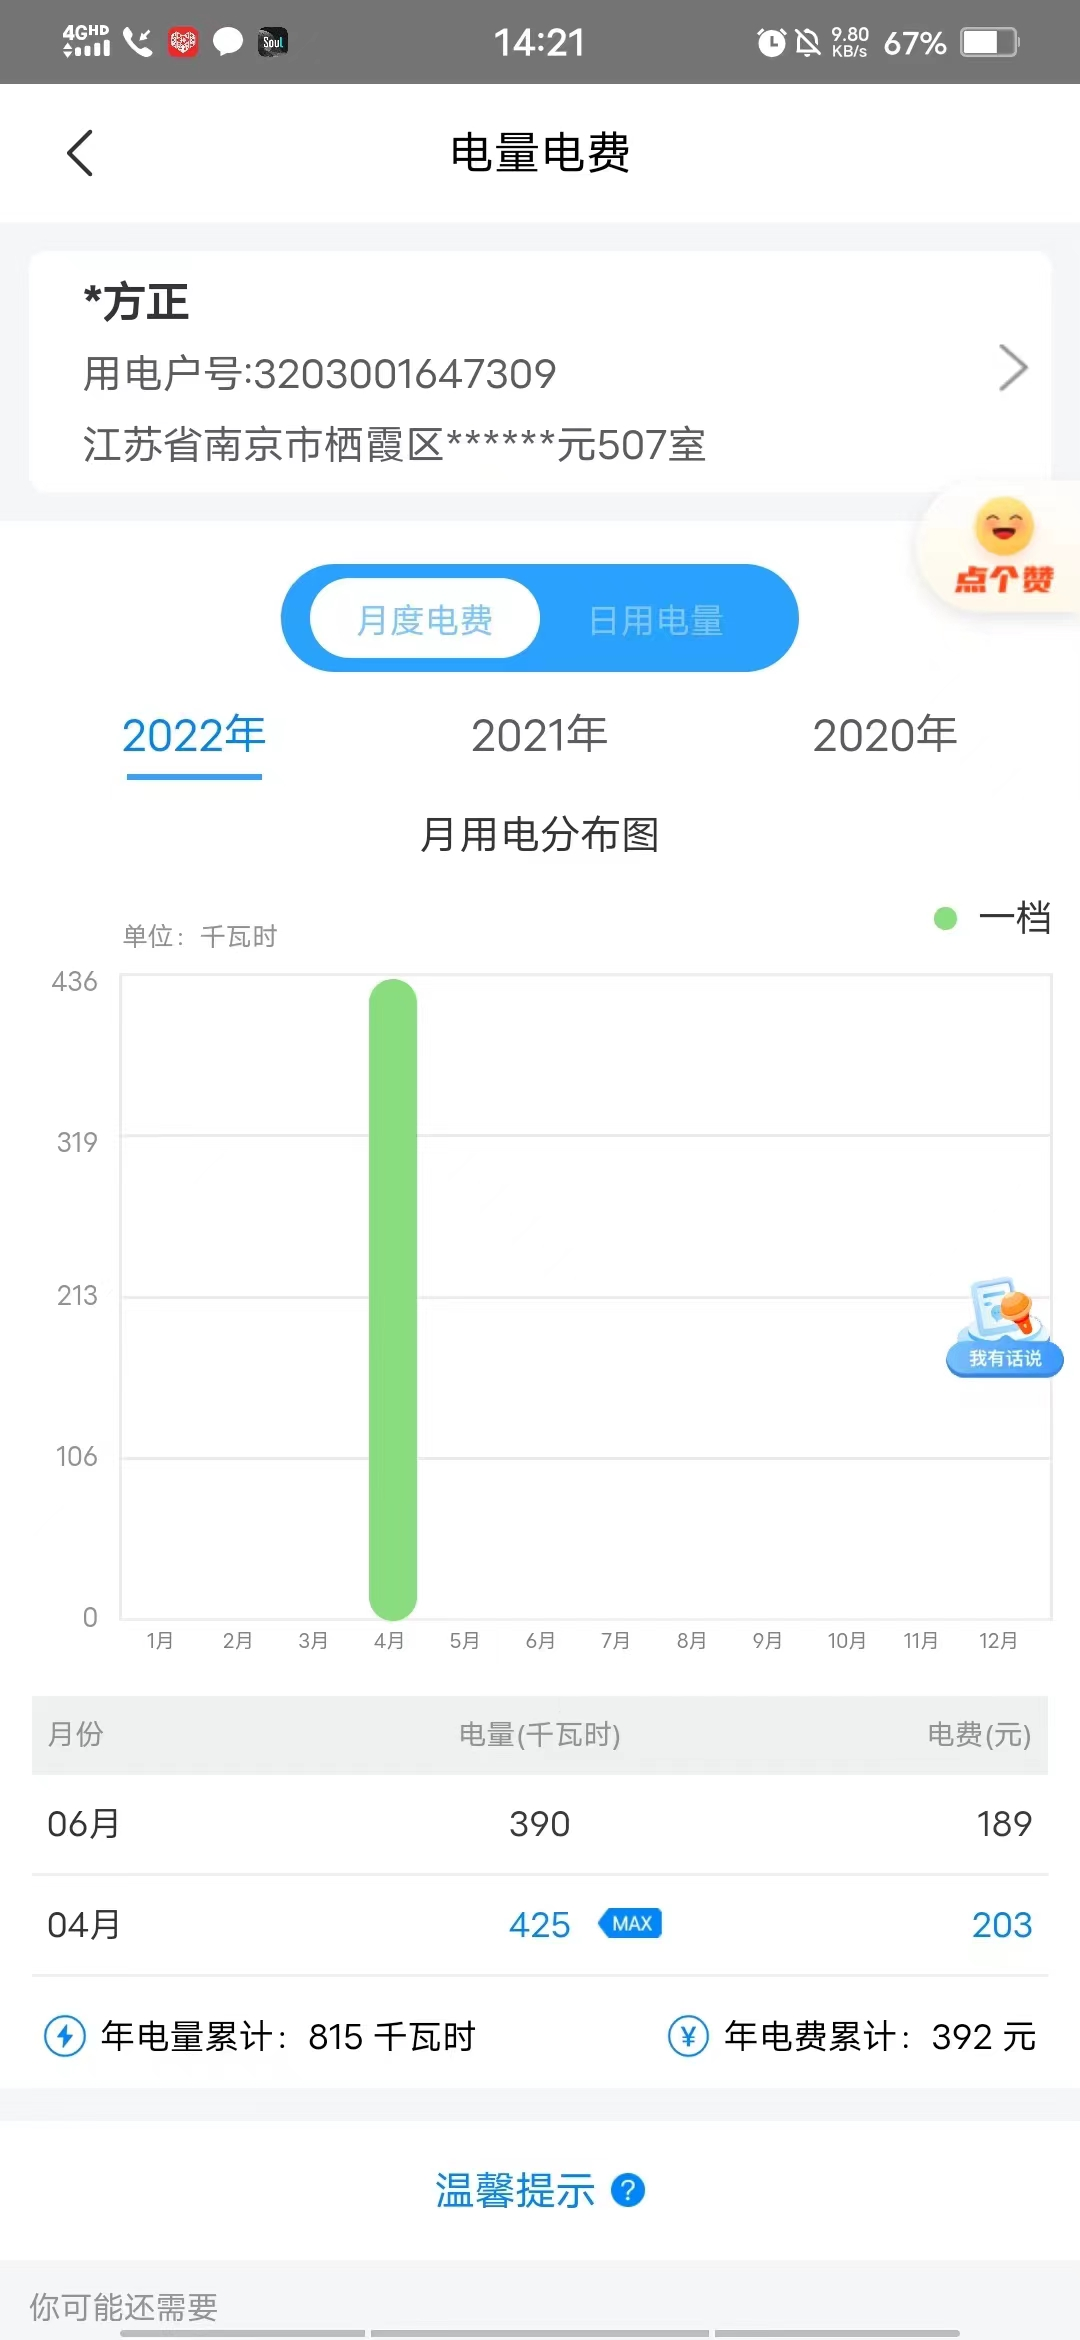 4GHD
Soul
14:21
9.80
KB/s
67%
电量电费
*方正
用电户号:3203001647309
江苏省南京市栖霞区******元507室
点个赞
月度电费 日用电量
2022年 2021年 2020年
月用电分布图
一档
单位：千瓦时
436
319
213
106
0
我有话说
1月 2月 3月 4月 5月 6月 7月 8月 9月 10月 11月 12月
月份 电量(千瓦时) 电费(元)
06月 390 189
04月 425 MAX 203
年电量累计：815 千瓦时 ¥ 年电费累计：392 元
温馨提示 ?
你可能还需要